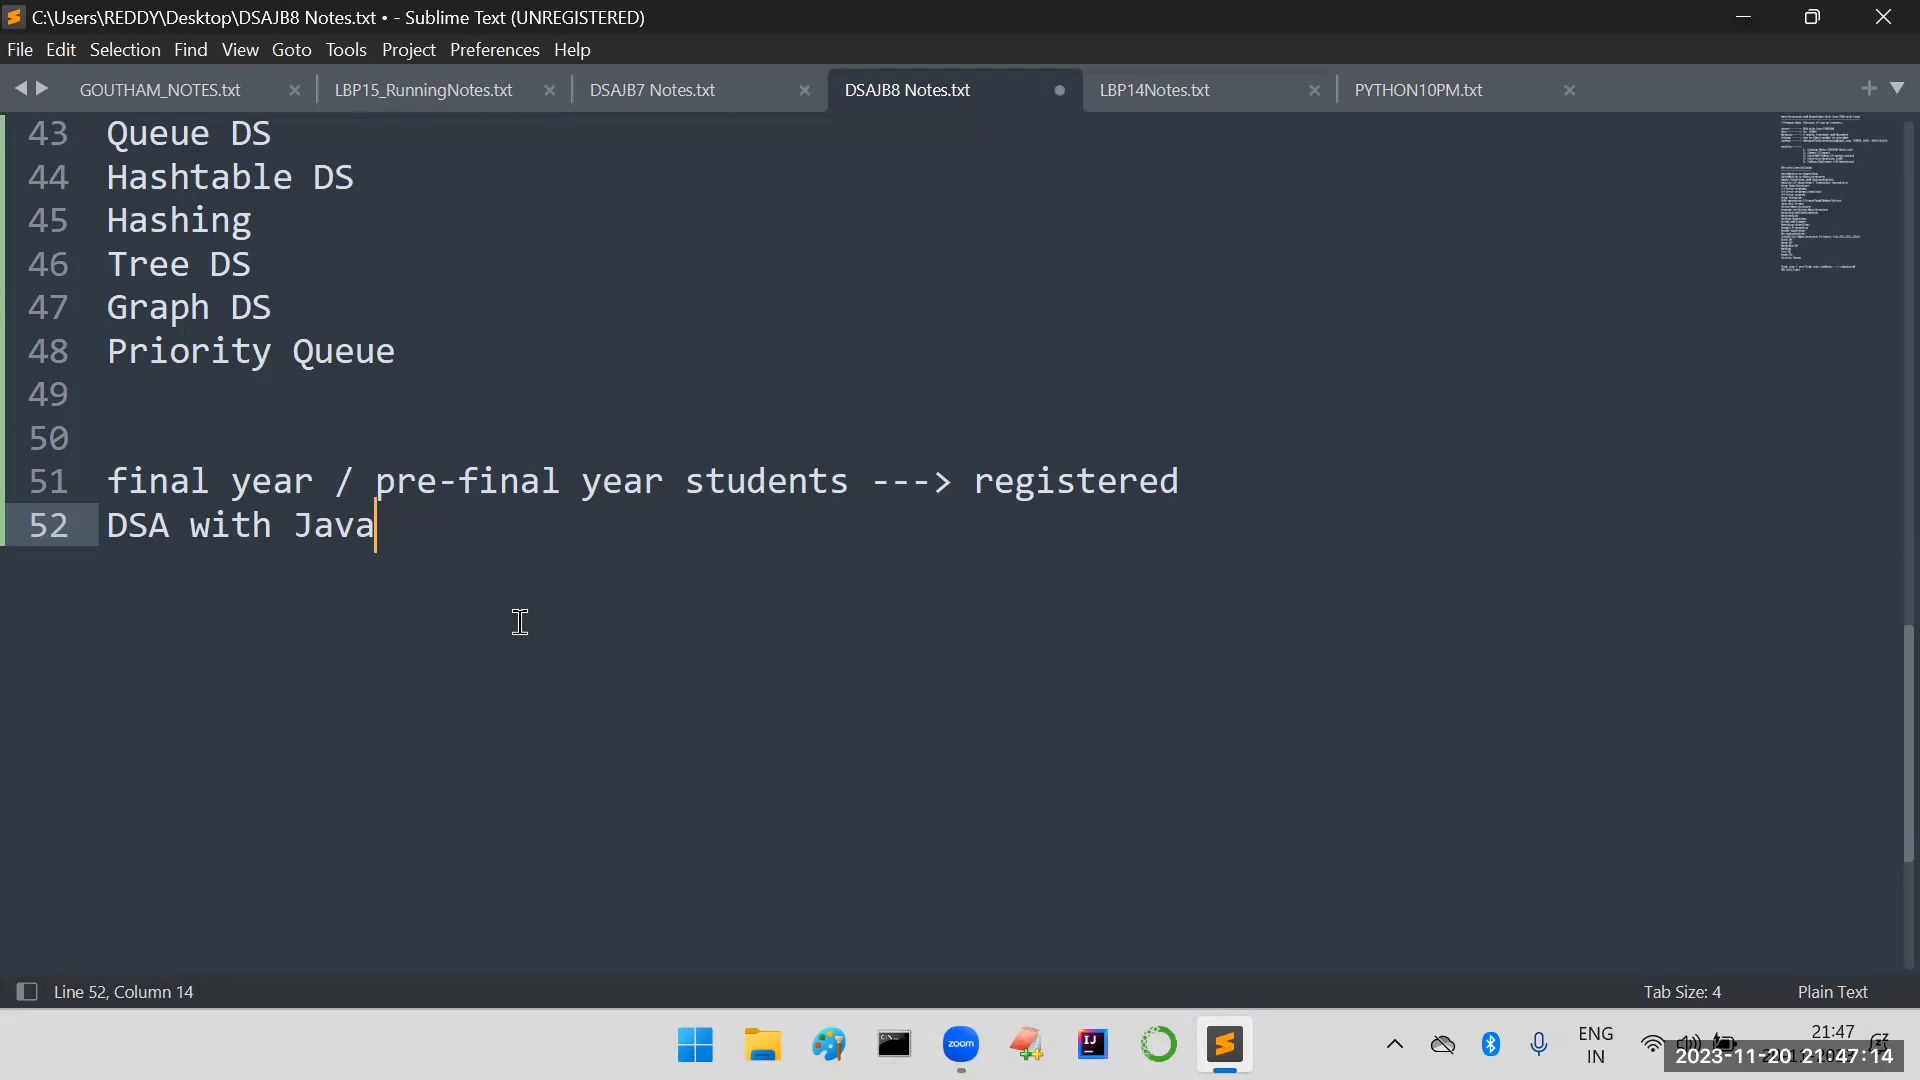 C:\Users\REDDY\Desktop\DSAJB8 Notes.txt • - Sublime Text (UNREGISTERED)
File Edit Selection Find View Goto Tools Project Preferences Help
GOUTHAM_NOTES.txt LBP15_RunningNotes.txt DSAJB7 Notes.txt DSAJB8 Notes.txt LBP14Notes.txt PYTHON10PM.txt
43 Queue DS
44 Hashtable DS
45 Hashing
46 Tree DS
47 Graph DS
48 Priority Queue
49
50
51 final year / pre-final year students ---> registered
52 DSA with Java
Line 52, Column 14 Tab Size: 4 Plain Text
zoom
IJ
ENG
IN
21:47
2023-11-20 21:47:14